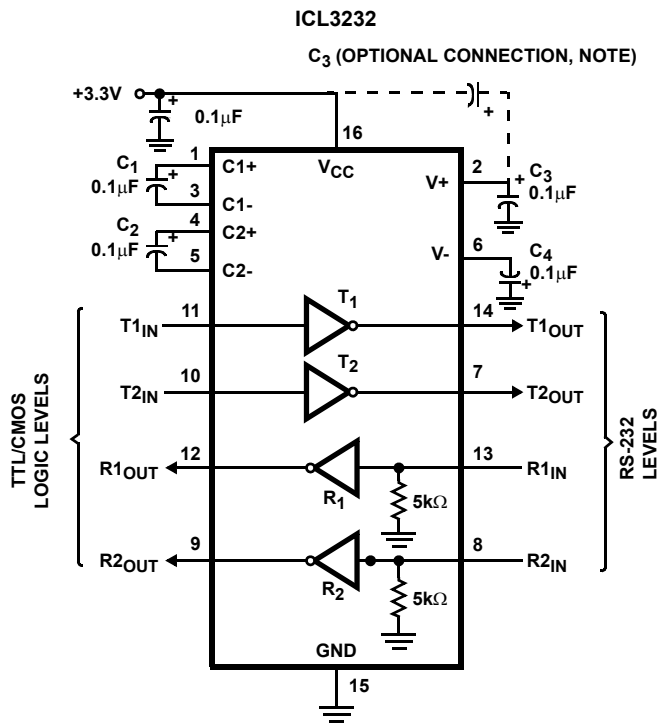 ICL3232
C3 (OPTIONAL CONNECTION, NOTE)
+3.3V
+
0.1μF
+
16
1
C1+
VCC
2
V+
+
C3
0.1μF
C1
0.1μF
+
3
C1-
4
C2+
C2
0.1μF
+
5
C2-
6
V-
C4
0.1μF
+
T1
11
T1IN
14
T1OUT
T2
10
T2IN
7
T2OUT
TTL/CMOS
LOGIC LEVELS
RS-232
LEVELS
12
R1OUT
R1
13
R1IN
5kΩ
9
R2OUT
R2
8
R2IN
5kΩ
GND
15